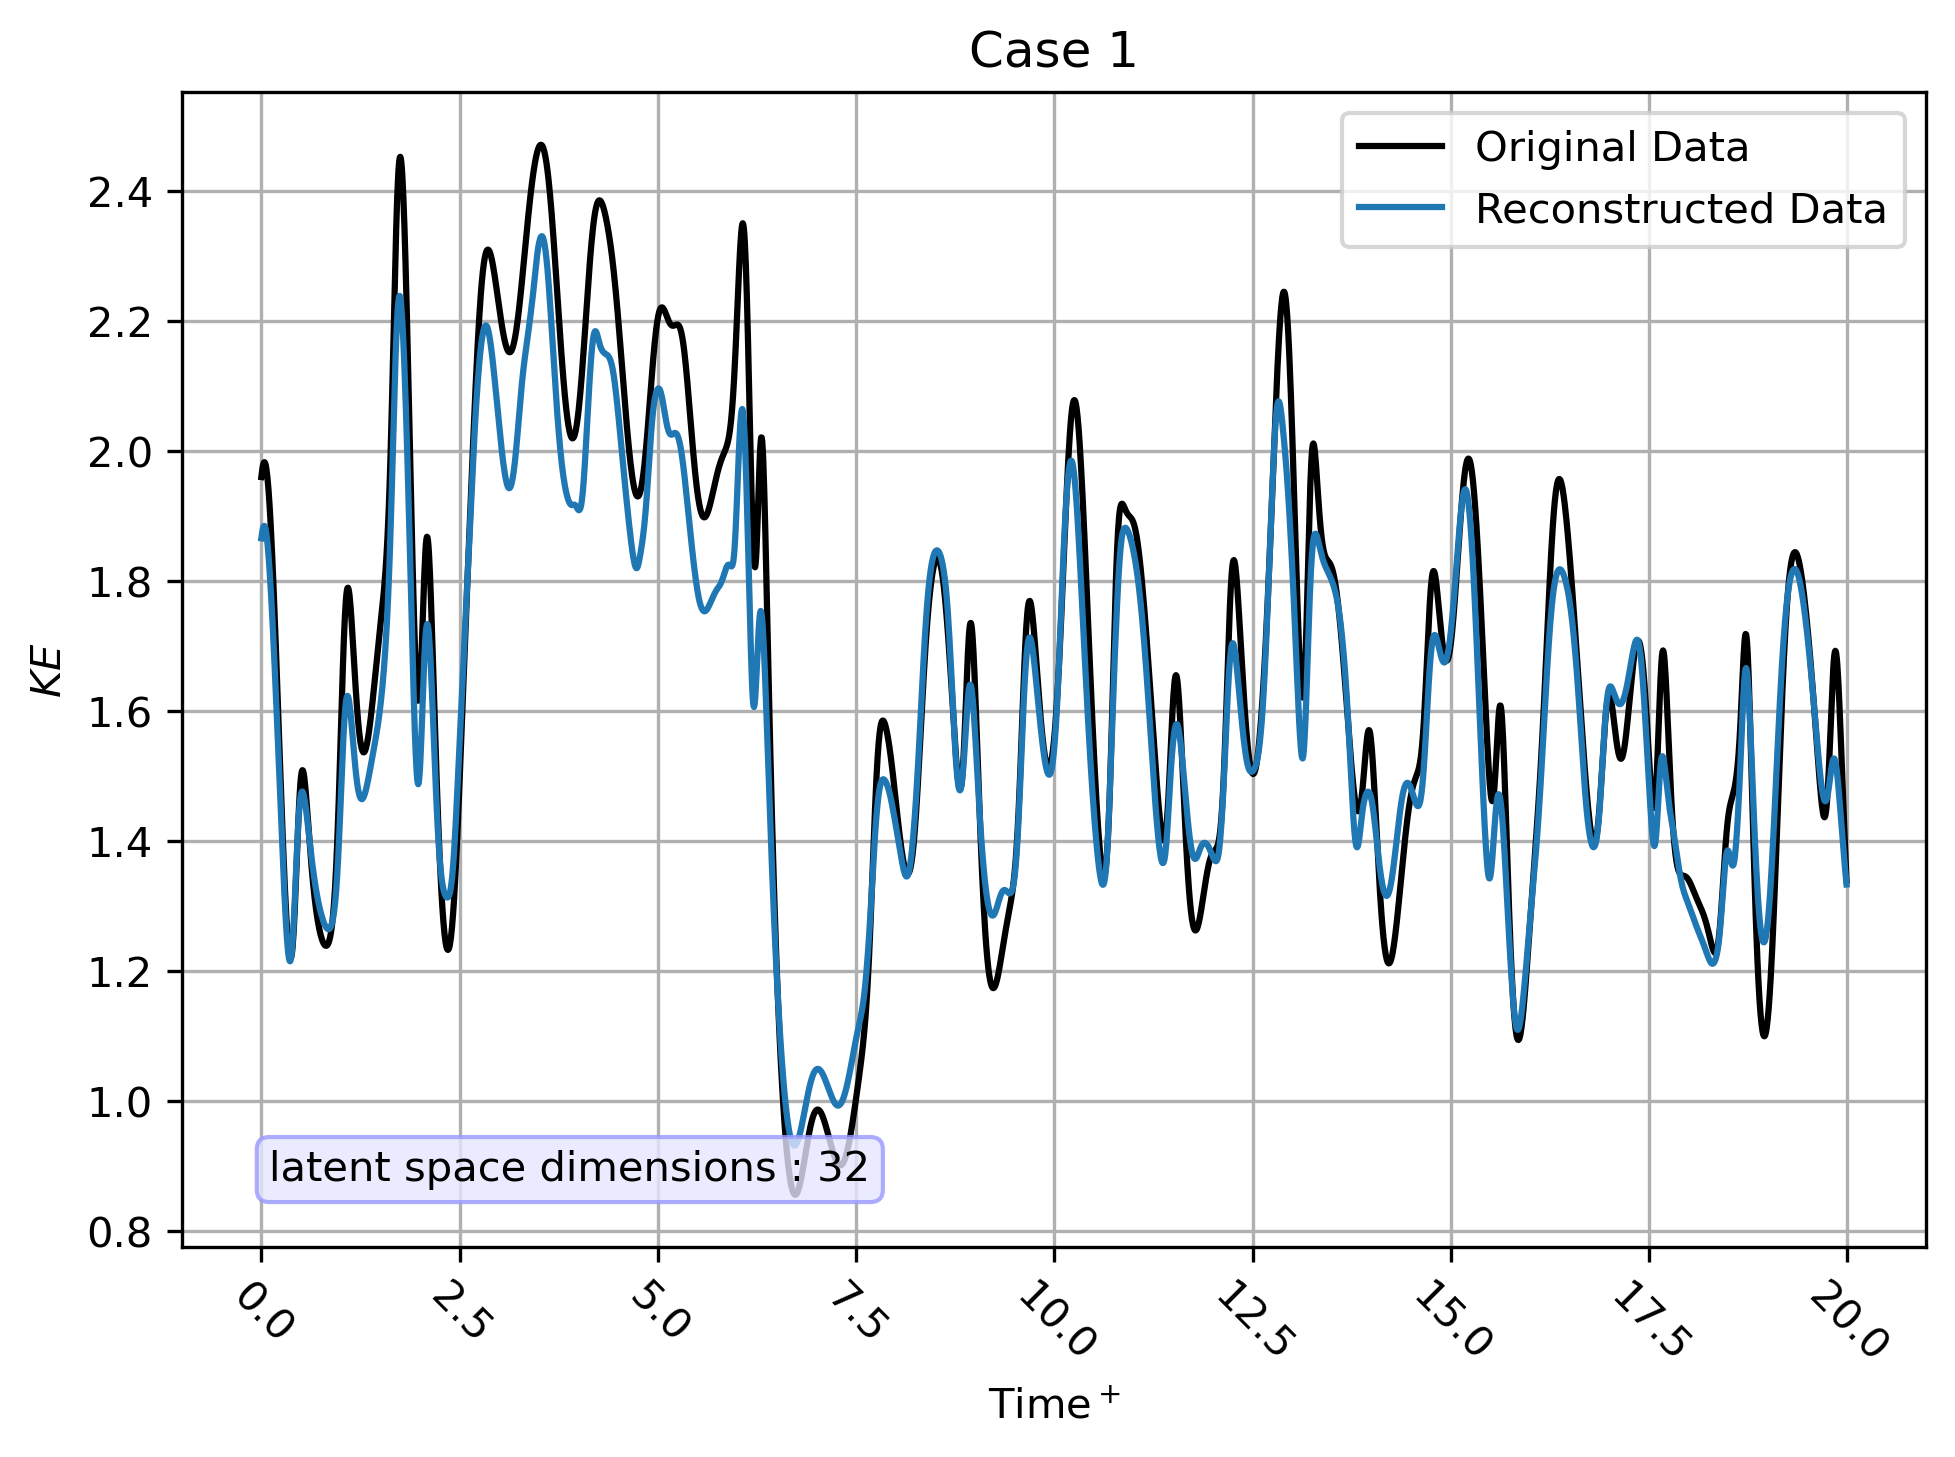 Case 1
Original Data
Reconstructed Data
2.4
2.2
2.0
1.8
1.6
1.4
1.2
1.0
0.8
KE
latent space dimensions : 32
0.0 2.5 5.0 7.5 10.0 12.5 15.0 17.5 20.0
Time⁺